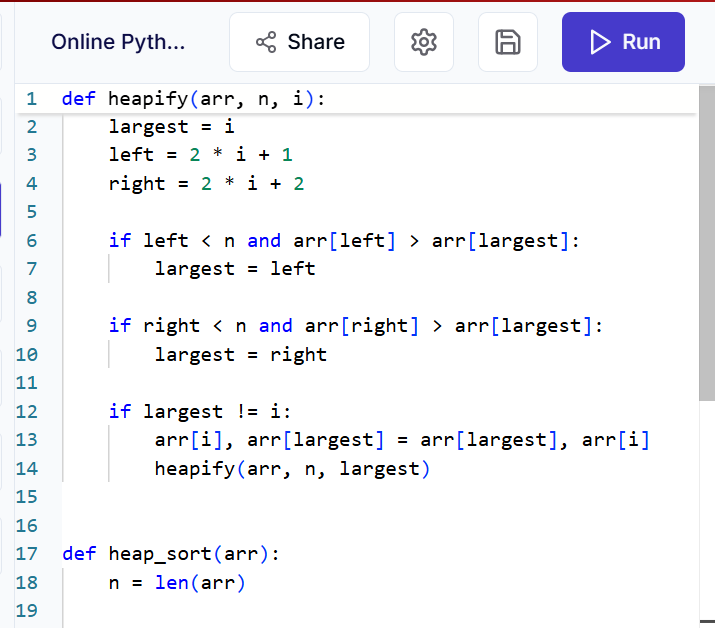 Online Pyth...
Share
Run
1 def heapify(arr, n, i):
2     largest = i
3     left = 2 * i + 1
4     right = 2 * i + 2
5
6     if left < n and arr[left] > arr[largest]:
7         largest = left
8
9     if right < n and arr[right] > arr[largest]:
10         largest = right
11
12     if largest != i:
13         arr[i], arr[largest] = arr[largest], arr[i]
14         heapify(arr, n, largest)
15
16
17 def heap_sort(arr):
18     n = len(arr)
19